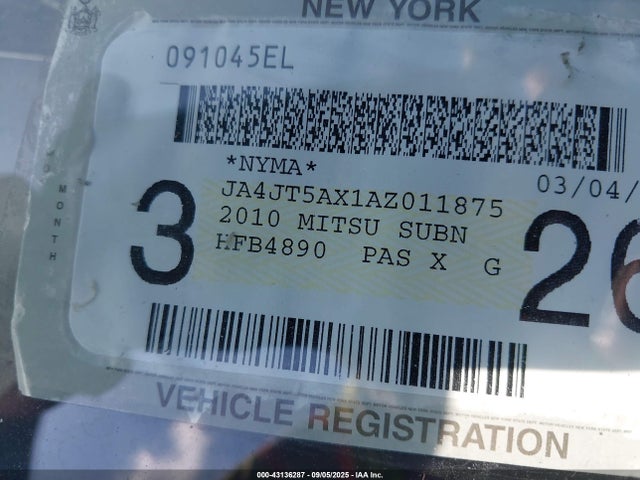 NEW YORK
091045EL
*NYMA*
03/04/
JA4JT5AX1AZ011875
2010 MITSU SUBN
HFB4890 PAS X G
3
26
MONTH
VEHICLE REGISTRATION
000-43136287 - 09/05/2025 - IAA Inc.